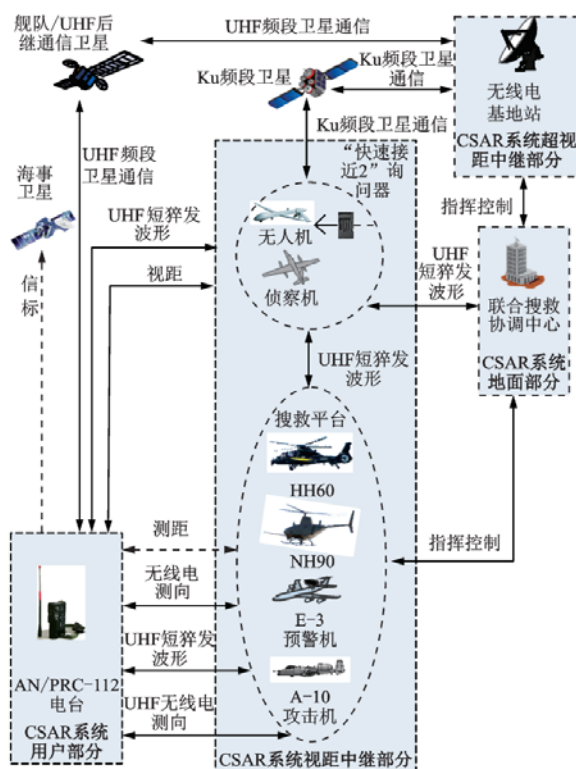 舰队/UHF后
继通信卫星
UHF频段卫星通信
Ku频段卫星
Ku频段卫星
通信
无线电
基地站
CSAR系统超视
距中继部分
Ku频段卫星通信
“快速接
近2”询
问器
UHF频段
卫星通信
海事
卫星
UHF短猝发
波形
无人机
指挥控制
视距
侦察机
UHF
短猝发
波形
联合搜救
协调中心
CSAR系统
地面部分
信标
UHF短猝发
波形
搜救平台
HH60
NH90
指挥控制
测距
无线电
测向
E-3
预警机
UHF短猝发
波形
A-10
攻击机
AN/PRC-112
电台
UHF无线电
测向
CSAR系统
用户部分
CSAR系统视距中继部分